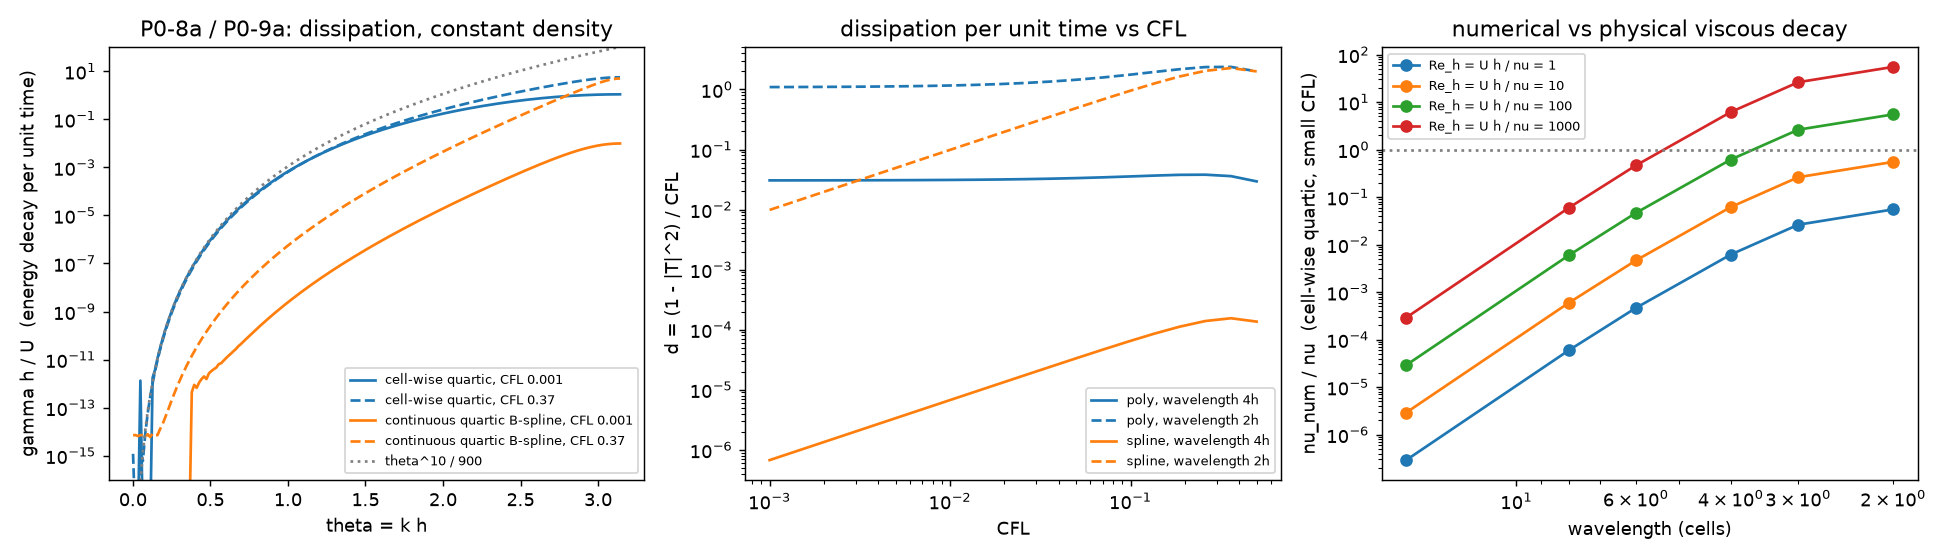 P0-8a / P0-9a: dissipation, constant density
gamma h / U  (energy decay per unit time)
10^1
10^-1
10^-3
10^-5
10^-7
10^-9
10^-11
10^-13
10^-15
cell-wise quartic, CFL 0.001
cell-wise quartic, CFL 0.37
continuous quartic B-spline, CFL 0.001
continuous quartic B-spline, CFL 0.37
theta^10 / 900
0.0 0.5 1.0 1.5 2.0 2.5 3.0
theta = k h
dissipation per unit time vs CFL
d = (1 - |T|^2) / CFL
10^0
10^-1
10^-2
10^-3
10^-4
10^-5
10^-6
poly, wavelength 4h
poly, wavelength 2h
spline, wavelength 4h
spline, wavelength 2h
10^-3 10^-2 10^-1
CFL
numerical vs physical viscous decay
nu_num / nu  (cell-wise quartic, small CFL)
10^2
10^1
10^0
10^-1
10^-2
10^-3
10^-4
10^-5
10^-6
Re_h = U h / nu = 1
Re_h = U h / nu = 10
Re_h = U h / nu = 100
Re_h = U h / nu = 1000
10^1 6 × 10^0 4 × 10^0 3 × 10^0 2 × 10^0
wavelength (cells)